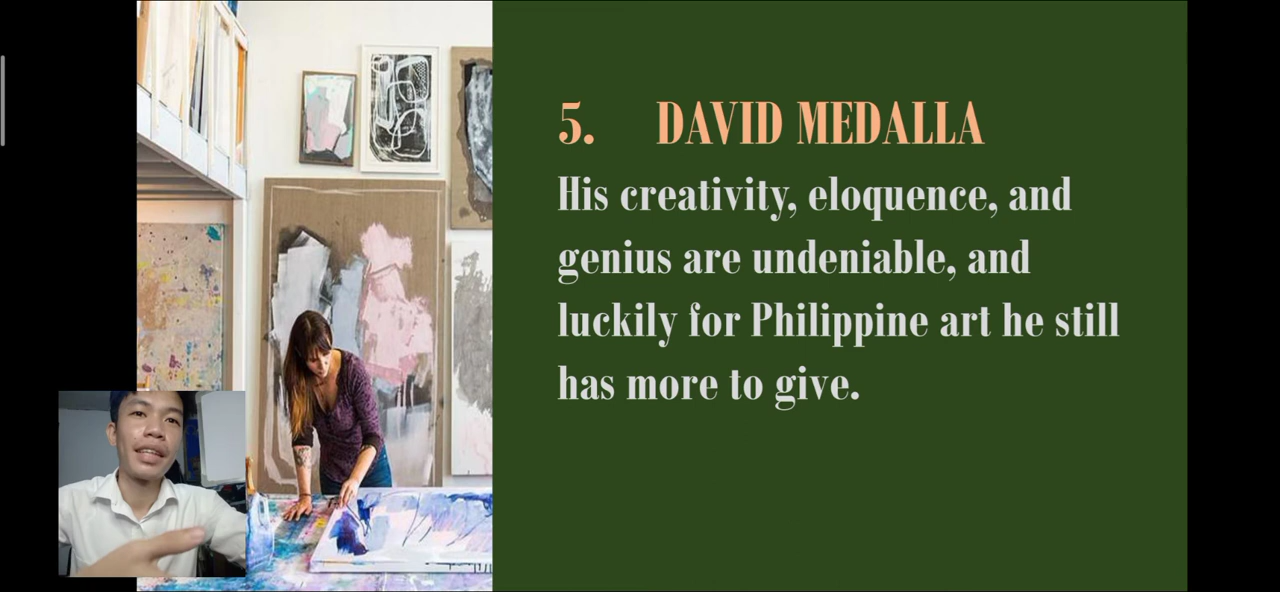 5. DAVID MEDALLA
His creativity, eloquence, and
genius are undeniable, and
luckily for Philippine art he still
has more to give.